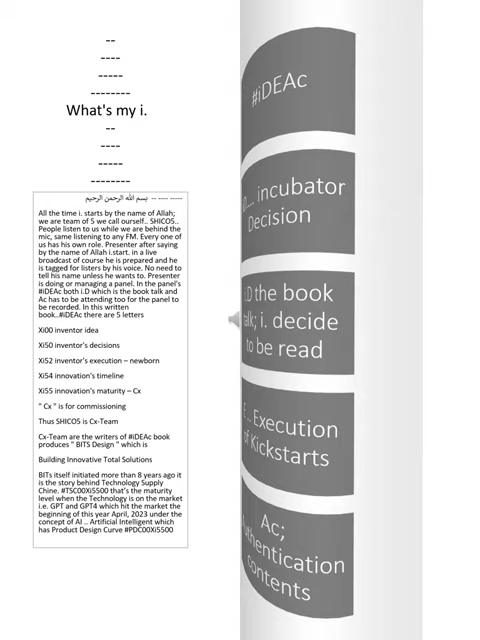 --
----
-----
--------
What's my i.
--
----
-----
--------
بسم الله الرحمن الرحيم -- ---- -----
All the time i. starts by the name of Allah;
we are team of 5 we call ourself.. SHICO5..
People listen to us while we are behind the
mic, same listening to any FM. Every one of
us has his own role. Presenter after saying
by the name of Allah i.start. in a live
broadcast of course he is prepared and he
is tagged for listers by his voice. No need to
tell his name unless he wants to. Presenter
is doing or managing a panel. In the panel's
#iDEAc both i.D which is the book talk and
Ac has to be attending too for the panel to
be recorded. In this written
book..#iDEAc there are 5 letters
Xi00 inventor idea
Xi50 inventor's decisions
Xi52 inventor's execution – newborn
Xi54 innovation's timeline
Xi55 innovation's maturity – Cx
" Cx " is for commissioning
Thus SHICO5 is Cx-Team
Cx-Team are the writers of #iDEAc book
produces " BITS Design " which is
Building Innovative Total Solutions
BITs itself initiated more than 8 years ago it
is the story behind Technology Supply
Chine. #TSC00Xi5500 that's the maturity
level when the Technology is on the market
i.e. GPT and GPT4 which hit the market the
beginning of this year April, 2023 under the
concept of AI .. Artificial Intelligent which
has Product Design Curve #PDC00Xi5500
#iDEAc
.... incubator
Decision
i.D the book
talk; i. decide
to be read
E .. Execution
of Kickstarts
Ac;
contents